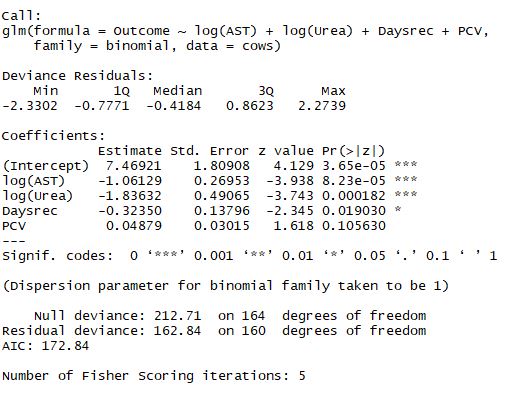 Call:
glm(formula = Outcome ~ log(AST) + log(Urea) + Daysrec + PCV,
    family = binomial, data = cows)

Deviance Residuals:
    Min       1Q   Median       3Q      Max
-2.3302  -0.7771  -0.4184   0.8623   2.2739

Coefficients:
            Estimate Std. Error z value Pr(>|z|)
(Intercept)  7.46921    1.80908   4.129 3.65e-05 ***
log(AST)    -1.06129    0.26953  -3.938 8.23e-05 ***
log(Urea)   -1.83632    0.49065  -3.743 0.000182 ***
Daysrec     -0.32350    0.13796  -2.345 0.019030 *
PCV          0.04879    0.03015   1.618 0.105630
---
Signif. codes:  0 ‘***’ 0.001 ‘**’ 0.01 ‘*’ 0.05 ‘.’ 0.1 ‘ ’ 1

(Dispersion parameter for binomial family taken to be 1)

    Null deviance: 212.71  on 164  degrees of freedom
Residual deviance: 162.84  on 160  degrees of freedom
AIC: 172.84

Number of Fisher Scoring iterations: 5